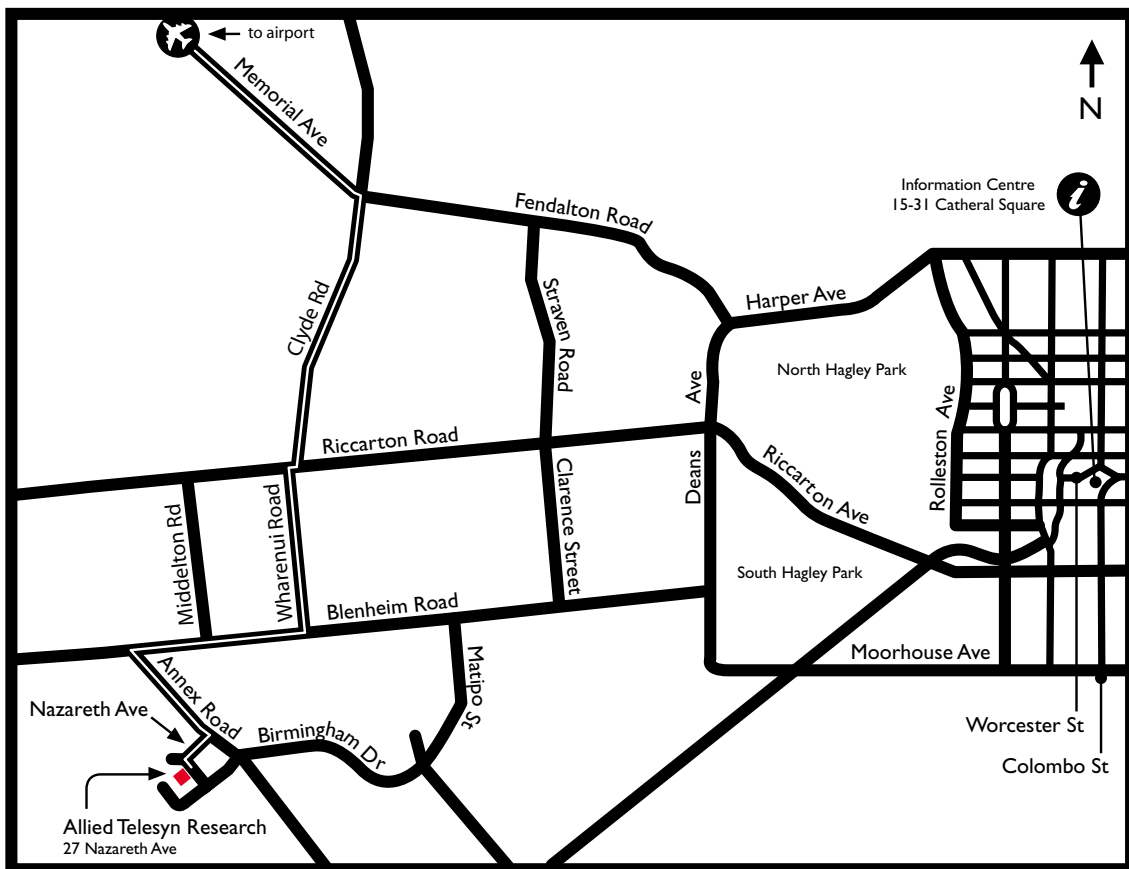 to airport
Memorial Ave
N
Information Centre
15-31 Catheral Square
i
Fendalton Road
Harper Ave
Clyde Rd
Straven Road
North Hagley Park
Ave
Deans
Rolleston Ave
Riccarton Road
Riccarton Ave
Middelton Rd
Wharenui Road
Clarence Street
South Hagley Park
Blenheim Road
Moorhouse Ave
Annex Road
Matipo St
Nazareth Ave
Birmingham Dr
Worcester St
Colombo St
Allied Telesyn Research
27 Nazareth Ave